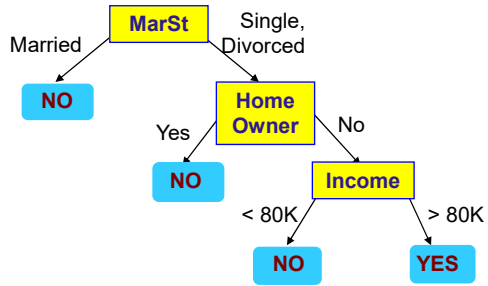 MarSt
Single,
Married
Divorced
NO
Home
Owner
Yes
No
NO
Income
< 80K
> 80K
NO
YES